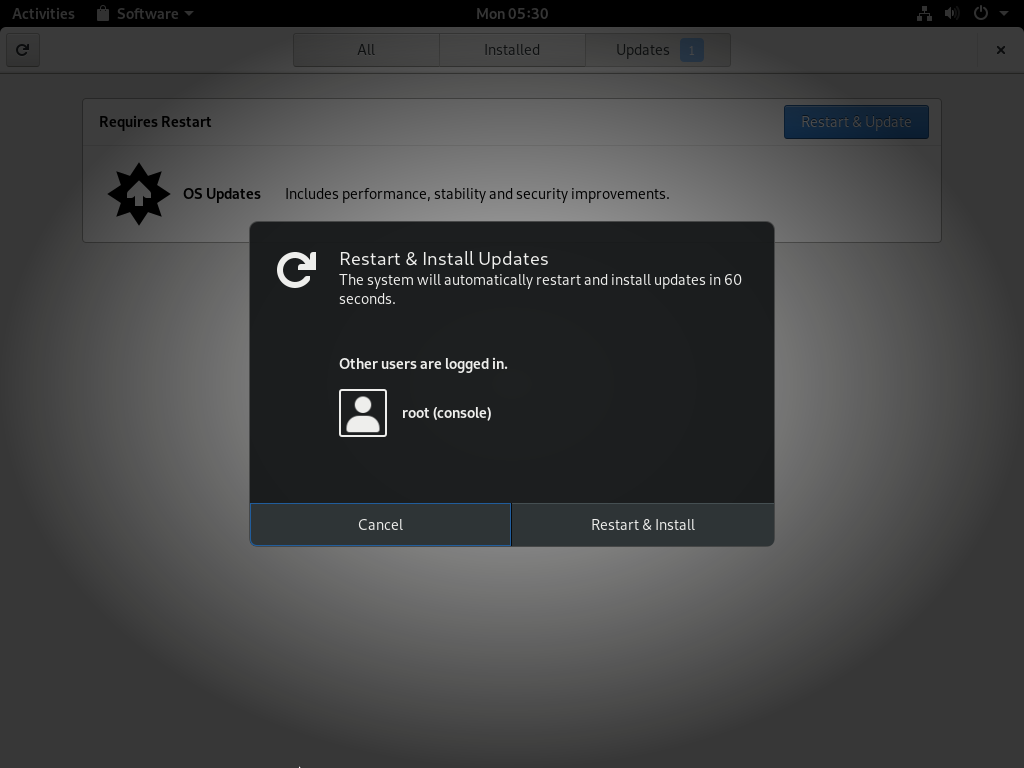 Activities Software Mon 05:30
All Installed Updates 1
Requires Restart Restart & Update
OS Updates Includes performance, stability and security improvements.
Restart & Install Updates
The system will automatically restart and install updates in 60
seconds.
Other users are logged in.
root (console)
Cancel Restart & Install